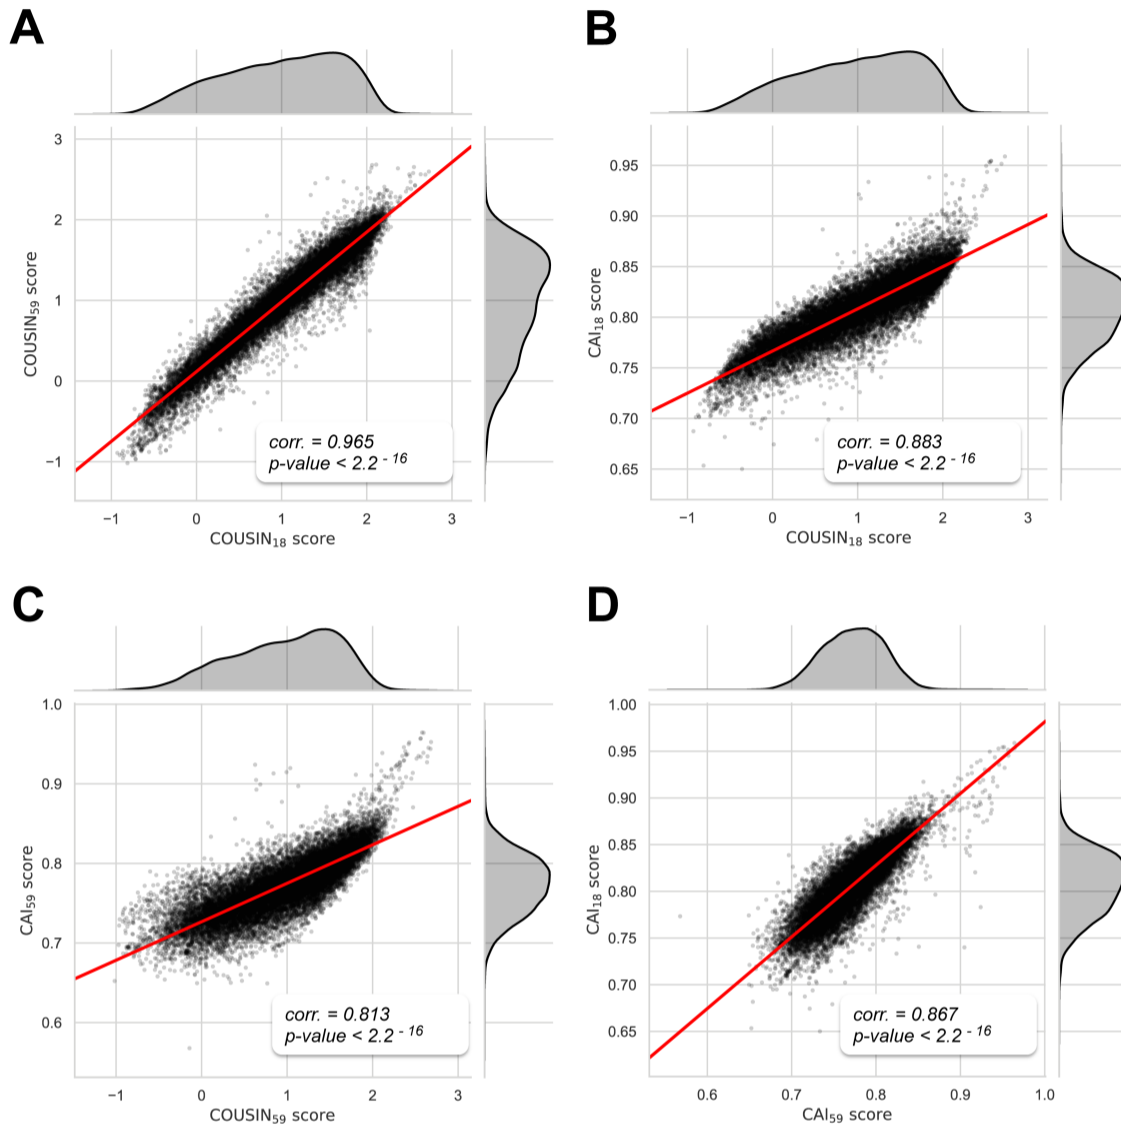 A
B
3
2
1
0
−1
COUSIN59 score
corr. = 0.965
p-value < 2.2 - 16
−1 0 1 2 3
COUSIN18 score
0.95
0.90
0.85
0.80
0.75
0.70
0.65
CAI18 score
corr. = 0.883
p-value < 2.2 - 16
−1 0 1 2 3
COUSIN18 score
C
D
1.0
0.9
0.8
0.7
0.6
CAI59 score
corr. = 0.813
p-value < 2.2 - 16
−1 0 1 2 3
COUSIN59 score
1.00
0.95
0.90
0.85
0.80
0.75
0.70
0.65
CAI18 score
corr. = 0.867
p-value < 2.2 - 16
0.6 0.7 0.8 0.9 1.0
CAI59 score